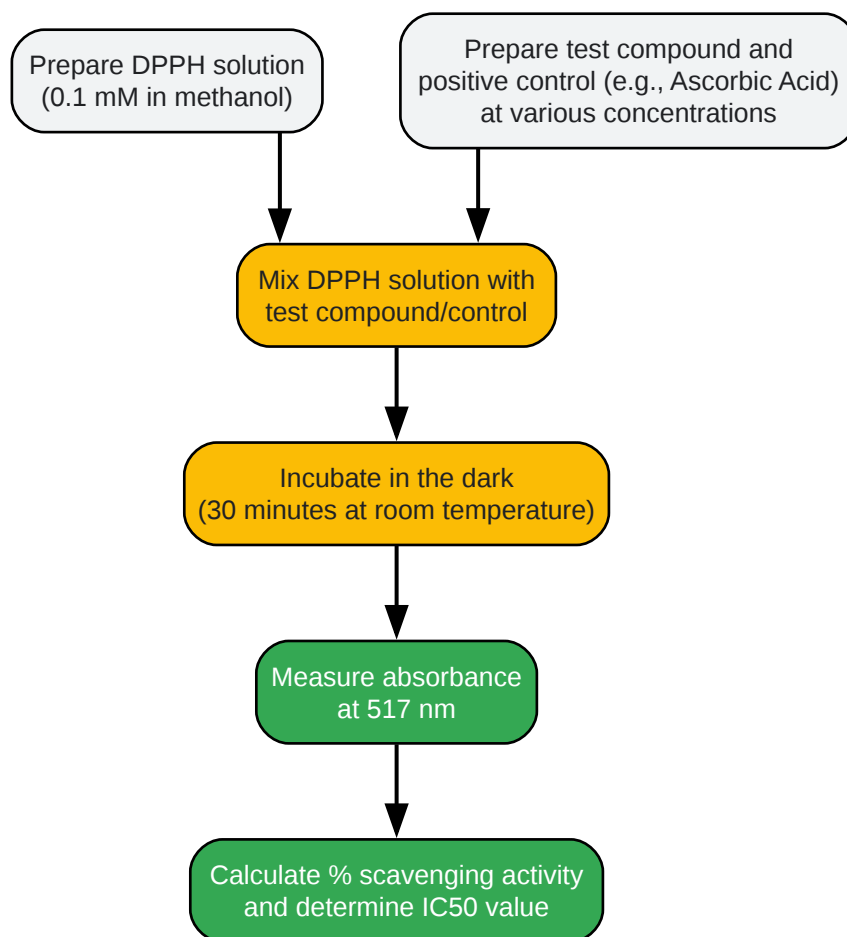 Prepare DPPH solution
(0.1 mM in methanol)
Prepare test compound and
positive control (e.g., Ascorbic Acid)
at various concentrations
Mix DPPH solution with
test compound/control
Incubate in the dark
(30 minutes at room temperature)
Measure absorbance
at 517 nm
Calculate % scavenging activity
and determine IC50 value